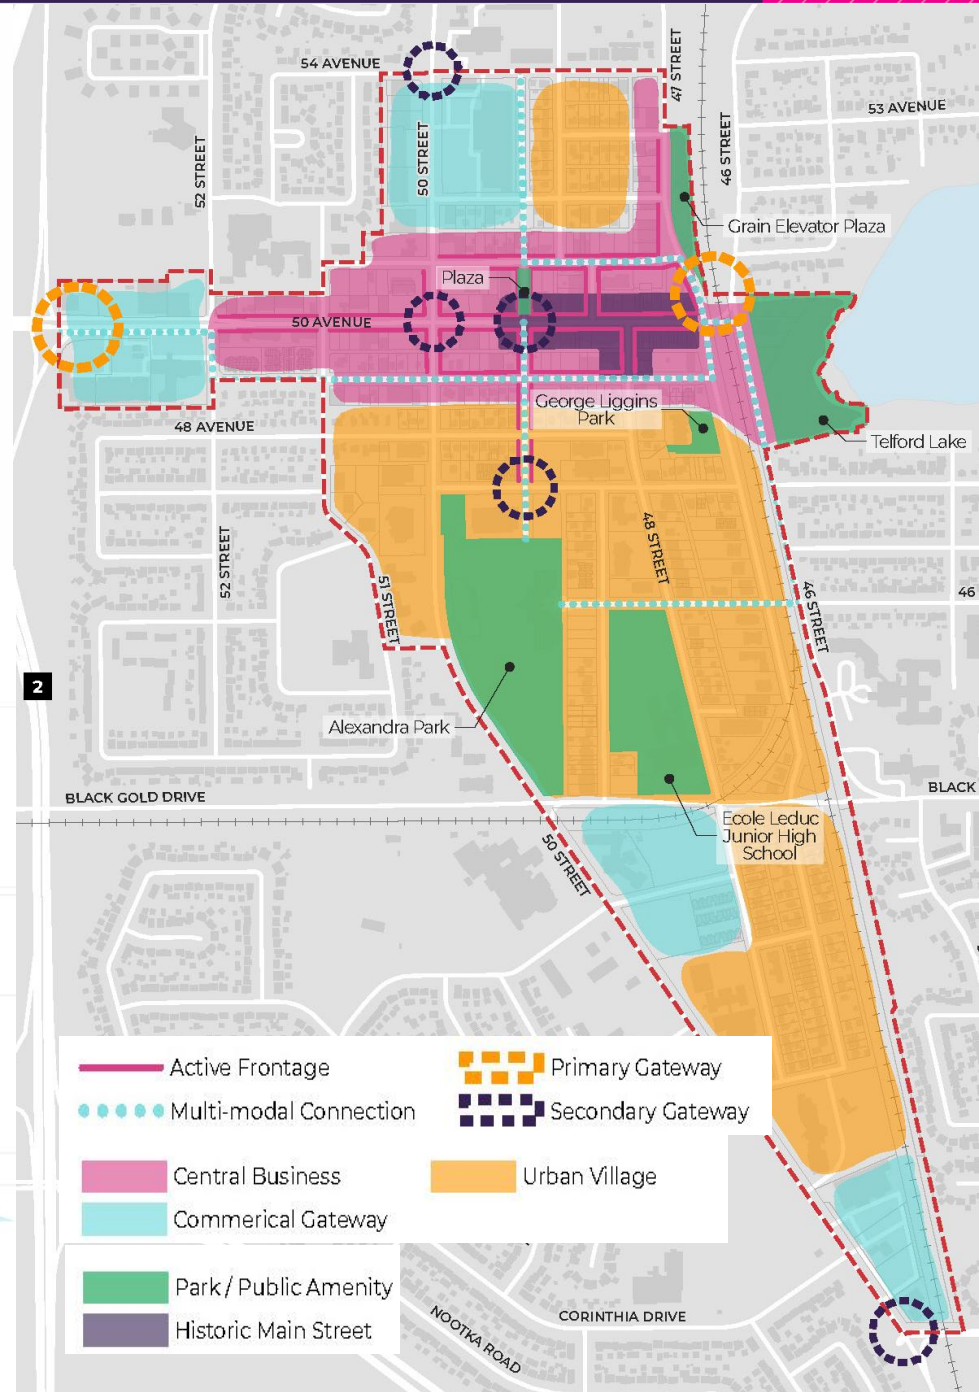 54 AVENUE
47 STREET
53 AVENUE
50 STREET
52 STREET
46 STREET
Grain Elevator Plaza
Plaza
50 AVENUE
George Liggins
Park
48 AVENUE
Telford Lake
48 STREET
52 STREET
51 STREET
46 STREET
46
2
Alexandra Park
BLACK GOLD DRIVE
BLACK
Ecole Leduc
Junior High
School
50 STREET
Active Frontage
Primary Gateway
Multi-modal Connection
Secondary Gateway
Central Business
Urban Village
Commerical Gateway
Park / Public Amenity
Historic Main Street
CORINTHIA DRIVE
NOOTKA ROAD